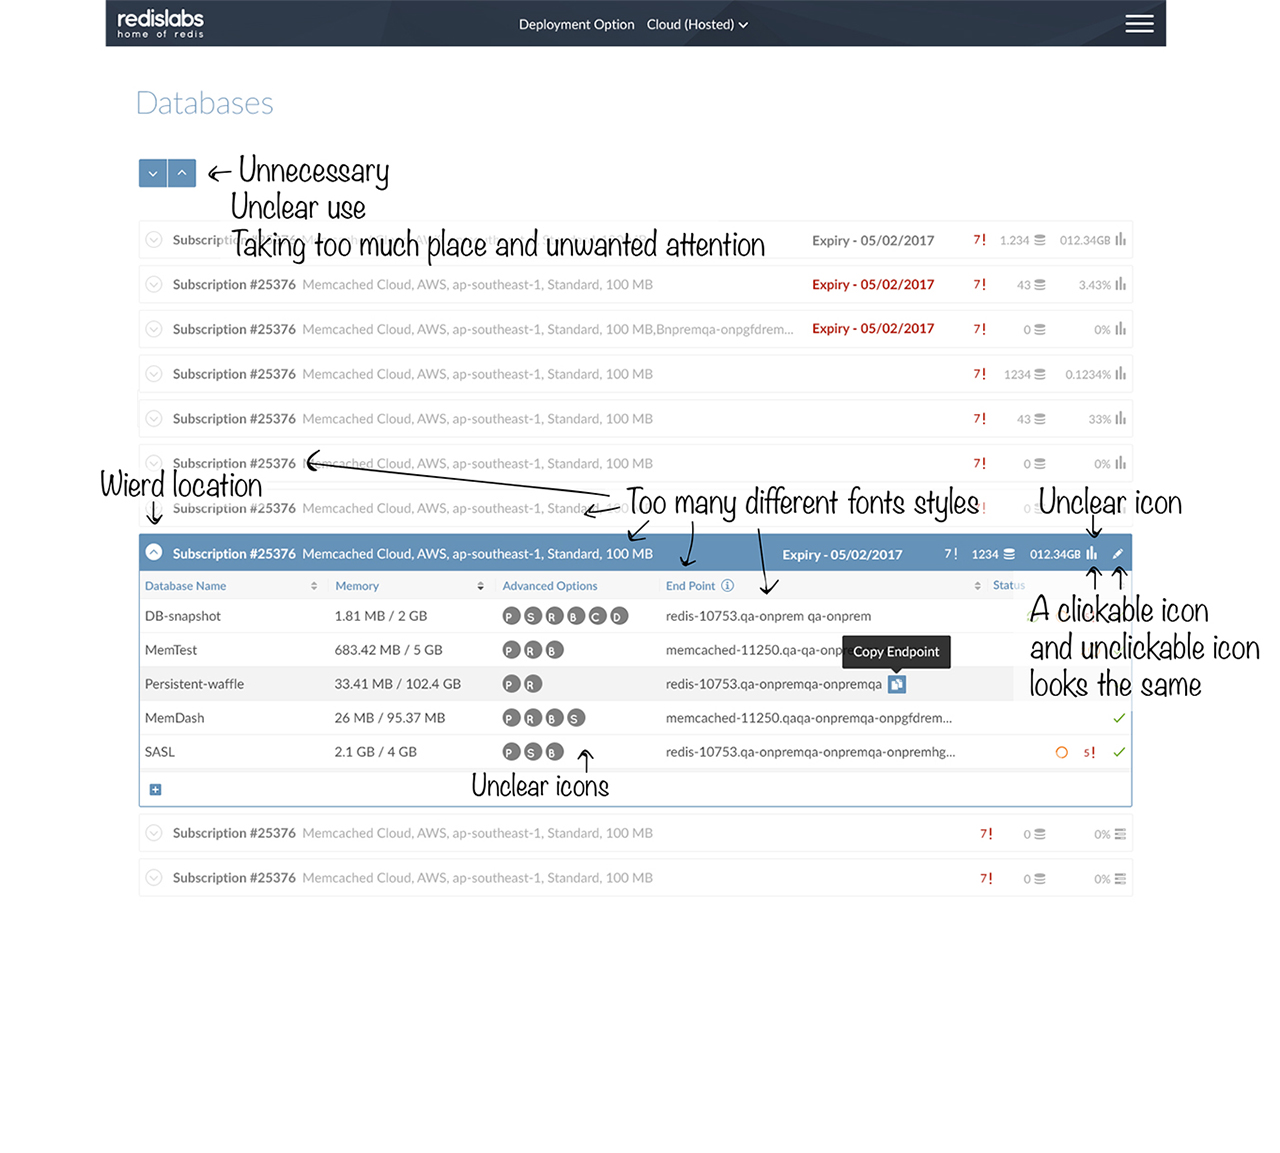 redislabs
home of redis
Deployment Option Cloud (Hosted)
Databases
Unnecessary
Unclear use
Taking too much place and unwanted attention
Expiry - 05/02/2017 7! 1.234 012.34GB
Subscription #25376 Memcached Cloud, AWS, ap-southeast-1, Standard, 100 MB Expiry - 05/02/2017 7! 43 3.43%
Subscription #25376 Memcached Cloud, AWS, ap-southeast-1, Standard, 100 MB,Bnpremqa-onpgfdrem... Expiry - 05/02/2017 7! 0 0%
Subscription #25376 Memcached Cloud, AWS, ap-southeast-1, Standard, 100 MB 7! 1234 0.1234%
Subscription #25376 Memcached Cloud, AWS, ap-southeast-1, Standard, 100 MB 7! 43 33%
Subscription #25376 Memcached Cloud, AWS, ap-southeast-1, Standard, 100 MB 7! 0 0%
Wierd location
Too many different fonts styles
Unclear icon
Subscription #25376 Memcached Cloud, AWS, ap-southeast-1, Standard
Subscription #25376 Memcached Cloud, AWS, ap-southeast-1, Standard, 100 MB Expiry - 05/02/2017 7! 1234 012.34GB
Database Name Memory Advanced Options End Point Status
DB-snapshot 1.81 MB / 2 GB P S R B C D redis-10753.qa-onprem qa-onprem
MemTest 683.42 MB / 5 GB P R B memcached-11250.qa-qa-onpre
Copy Endpoint
Persistent-waffle 33.41 MB / 102.4 GB P R redis-10753.qa-onpremqa-onpremqa
A clickable icon
and unclickable icon
looks the same
MemDash 26 MB / 95.37 MB P R B S memcached-11250.qaqa-onpremqa-onpgfdrem...
SASL 2.1 GB / 4 GB P S B redis-10753.qa-onpremqa-onpremqa-onpremhg... 5!
Unclear icons
Subscription #25376 Memcached Cloud, AWS, ap-southeast-1, Standard, 100 MB 7! 0 0%
Subscription #25376 Memcached Cloud, AWS, ap-southeast-1, Standard, 100 MB 7! 0 0%